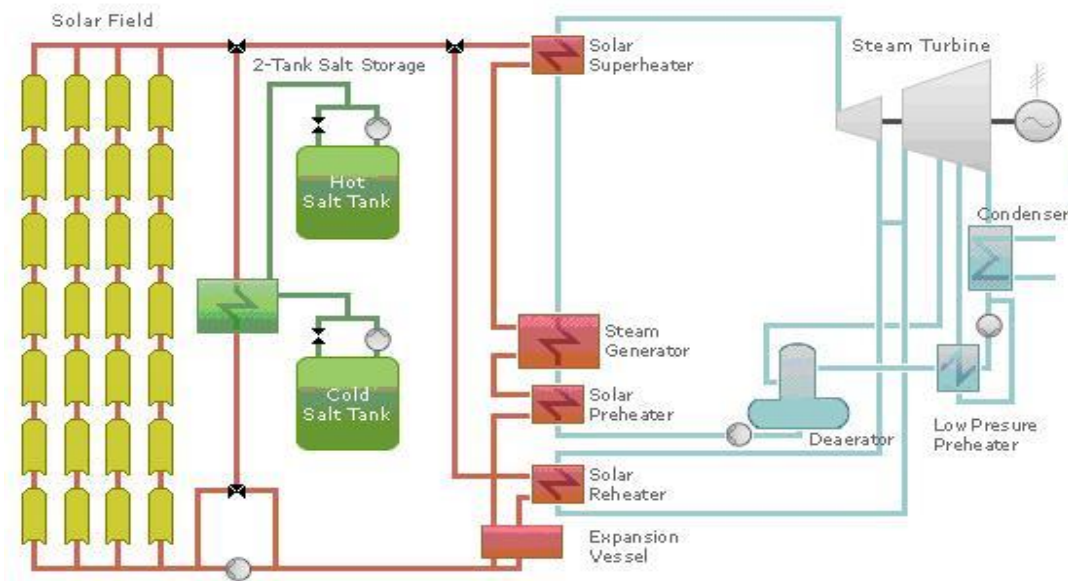 Solar Field
2-Tank Salt Storage
Solar
Superheater
Steam Turbine
Hot
Salt Tank
Condenser
Steam
Generator
Cold
Salt Tank
Solar
Preheater
Deaerator
Low Presure
Preheater
Solar
Reheater
Expansion
Vessel